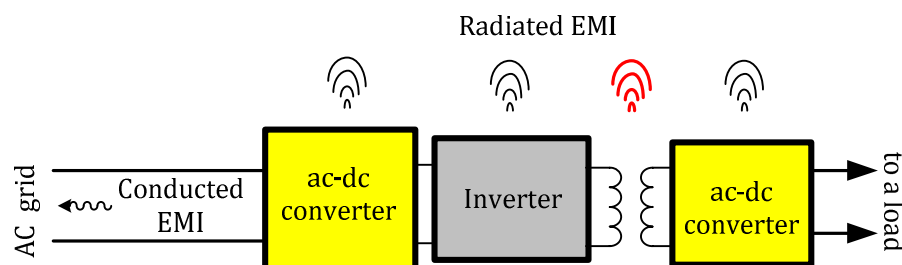 Radiated EMI
AC grid
Conducted
EMI
ac-dc
converter
Inverter
ac-dc
converter
to a load